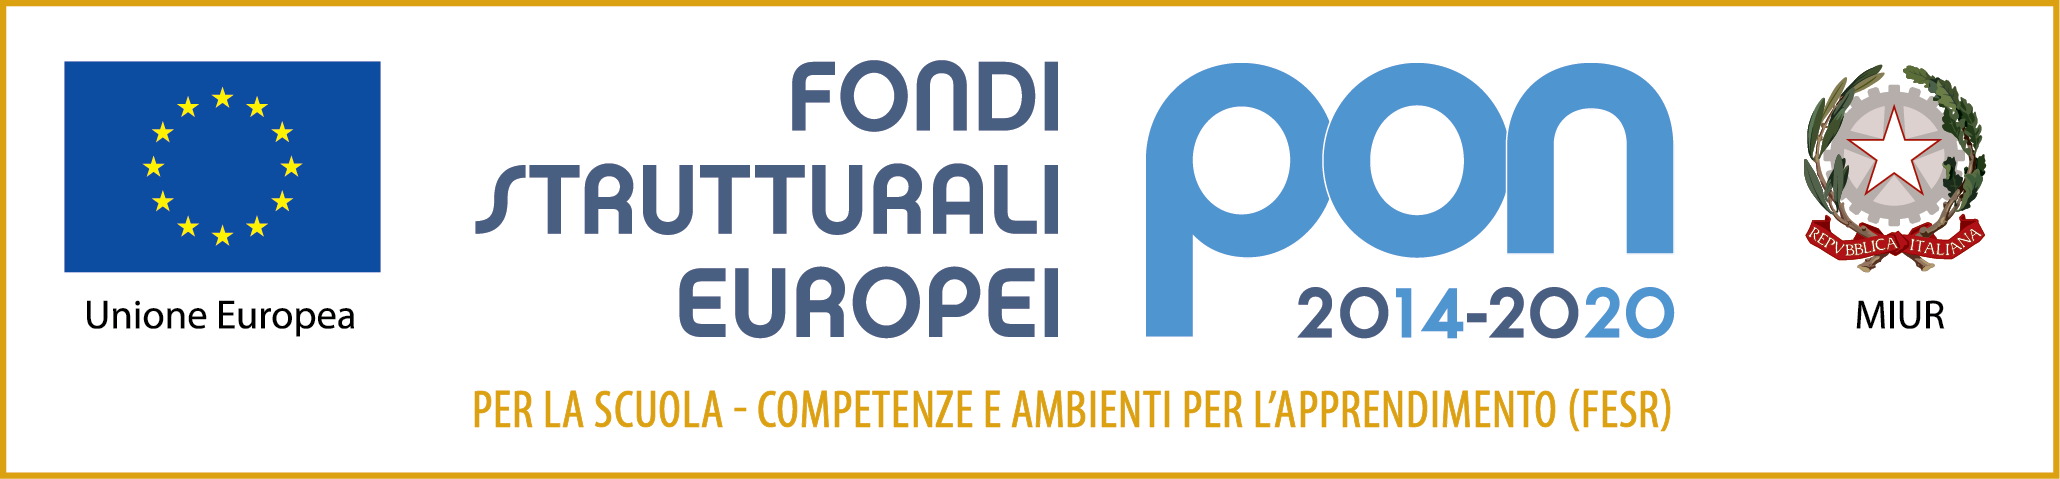 Unione Europea
FONDI
STRUTTURALI
EUROPEI
pon
2014-2020
REPVBBLICA ITALIANA
MIUR
PER LA SCUOLA - COMPETENZE E AMBIENTI PER L'APPRENDIMENTO (FESR)